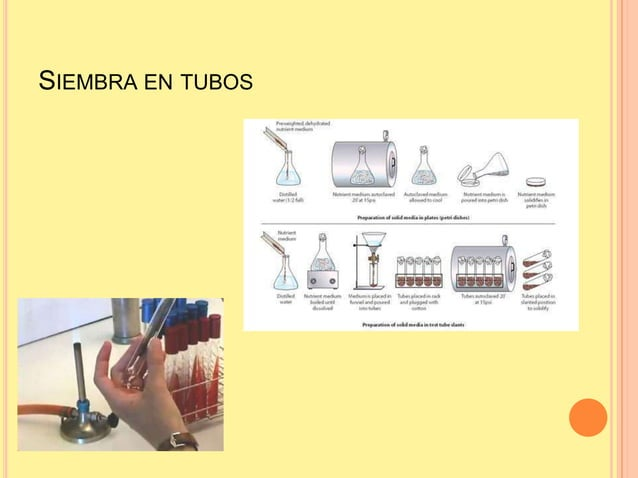 SIEMBRA EN TUBOS
Preweighted, dehydrated
nutrient medium
Distilled
water (1/2 full)
Nutrient medium autoclaved
20' at 15psi
Autoclaved medium
allowed to cool
Nutrient medium is
poured into petri dish
Nutrient medium
solidifies in
petri dish
Preparation of solid media in plates (petri dishes)
Nutrient
medium
Distilled
water
Nutrient medium
boiled until
dissolved
Medium is placed in
funnel and poured
into tubes
Tubes placed in rack
and plugged with
cotton
Tubes autoclaved 20'
at 15psi
Tubes placed in
slanted position
to solidify
Preparation of solid media in test tube slants